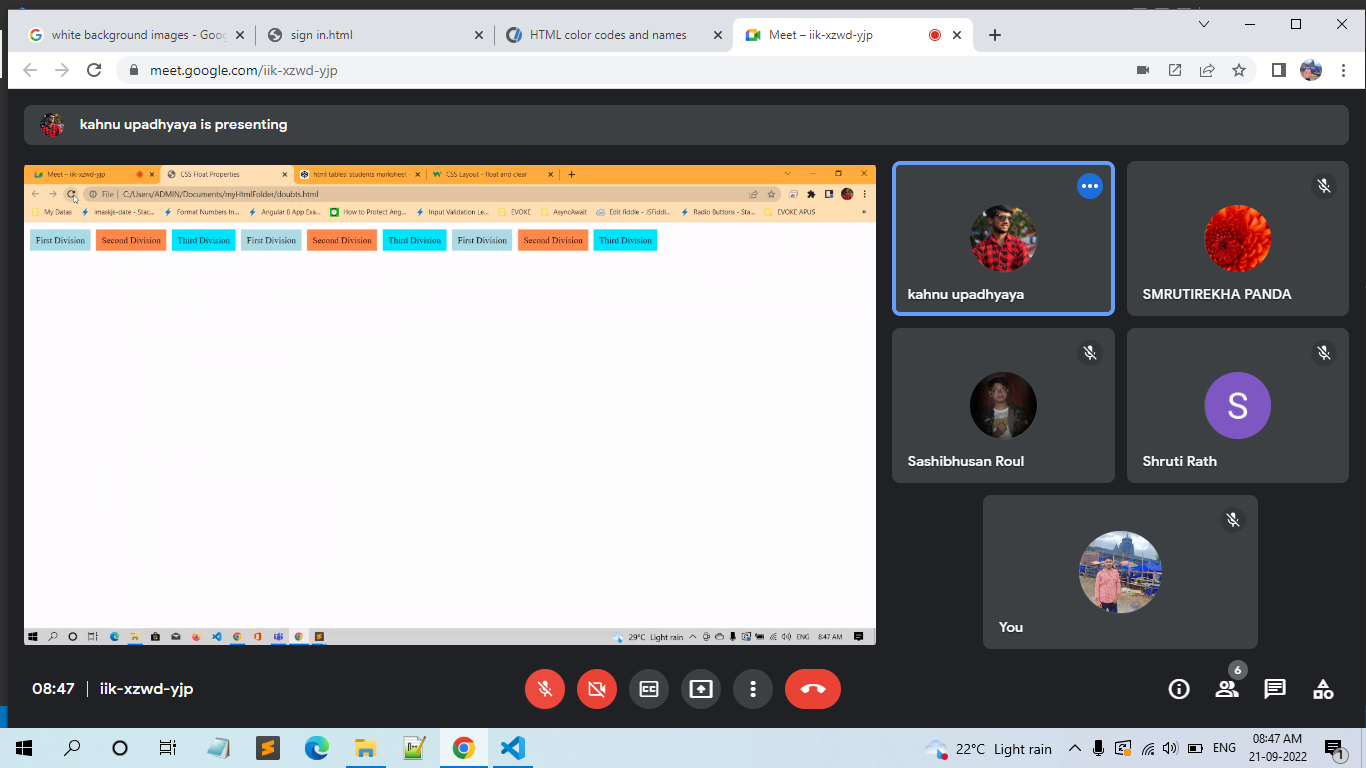 white background images - Goog
sign in.html
HTML color codes and names
Meet – iik-xzwd-yjp
meet.google.com/iik-xzwd-yjp
kahnu upadhyaya is presenting
Meet – iik-xzwd-yjp
CSS Float Properties
html tables: students marksheet
CSS Layout - float and clear
File
C:/Users/ADMIN/Documents/myHtmlFolder/doubts.html
My Datas
imaskjs-date - Stac...
Format Numbers In...
Angular & App Exa...
How to Protect Ang...
Input Validation Le...
EVOKE
AsyncAwait
Edit fiddle - JSFiddl...
Radio Buttons - Sta...
EVOKE APUS
»
First Division
Second Division
Third Division
First Division
Second Division
Third Division
First Division
Second Division
Third Division
29°C Light rain
ENG
8:47 AM
kahnu upadhyaya
SMRUTIREKHA PANDA
Sashibhusan Roul
S
Shruti Rath
You
08:47 | iik-xzwd-yjp
6
22°C Light rain
ENG
08:47 AM
21-09-2022
1